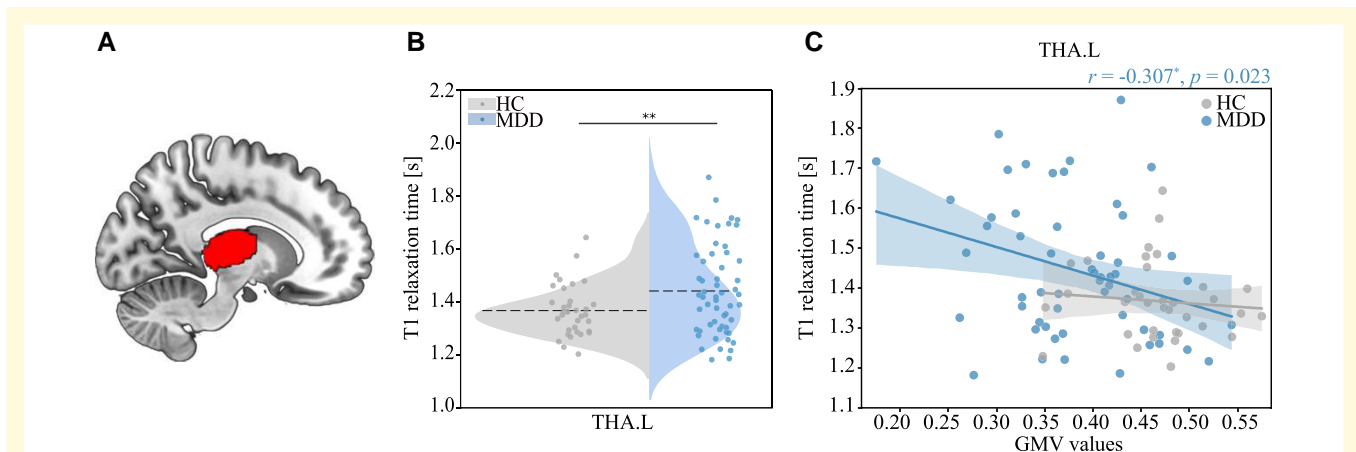 A
B
2.2
2.0
1.8
1.6
1.4
1.2
1.0
T1 relaxation time [s]
HC
MDD
**
THA.L
C
THA.L
r = -0.307*, p = 0.023
1.9
1.8
1.7
1.6
1.5
1.4
1.3
1.2
1.1
T1 relaxation time [s]
HC
MDD
0.20 0.25 0.30 0.35 0.40 0.45 0.50 0.55
GMV values